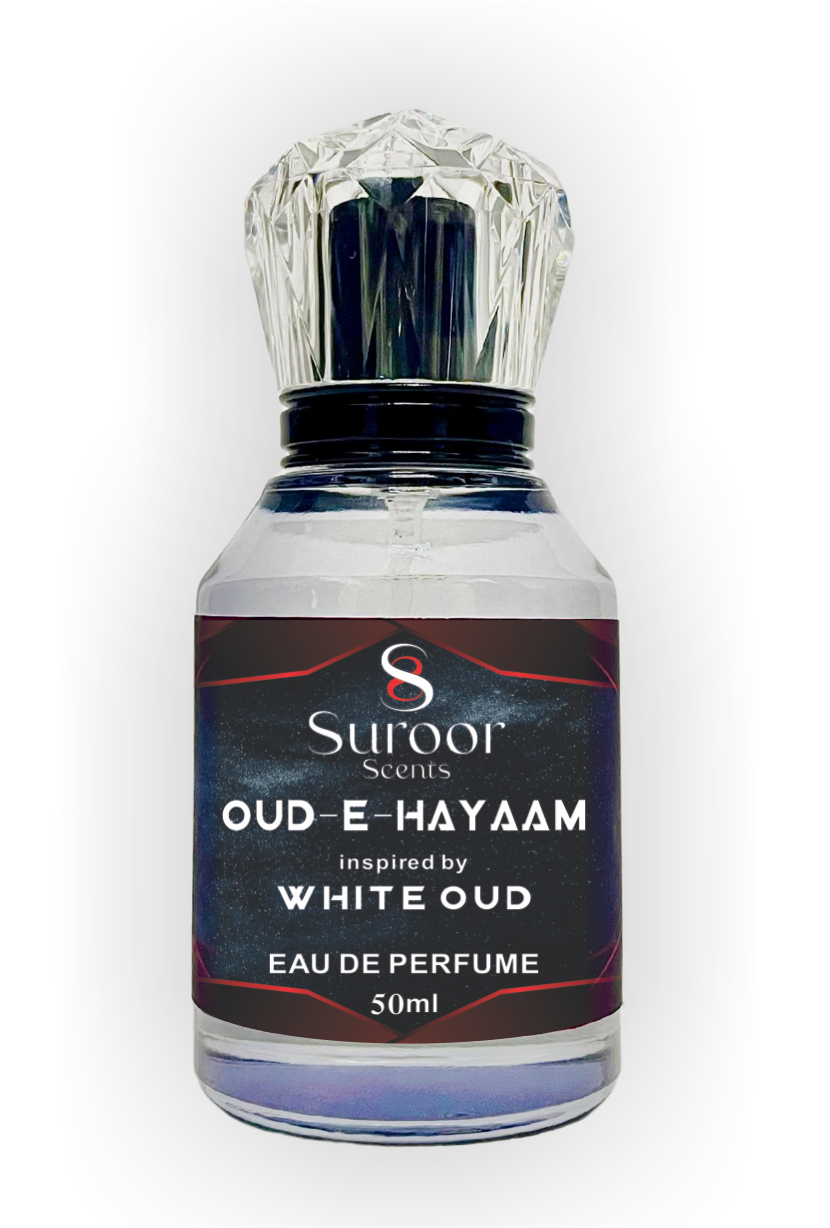 Suroor
Scents
OUD-E-HAYAAM
inspired by
WHITE OUD
EAU DE PERFUME
50ml